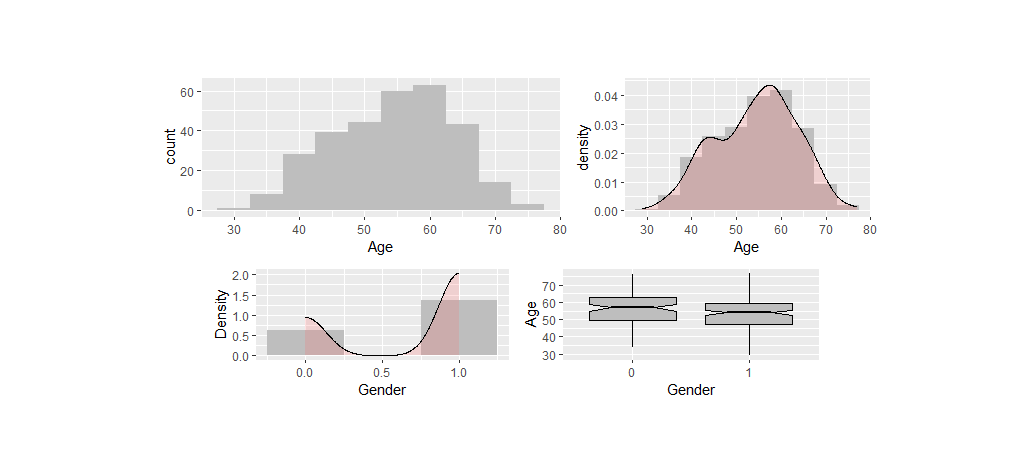 count
60
40
20
0
30 40 50 60 70 80
Age
density
0.04
0.03
0.02
0.01
0.00
30 40 50 60 70 80
Age
Density
2.0
1.5
1.0
0.5
0.0
0.0 0.5 1.0
Gender
Age
70
60
50
40
30
0 1
Gender